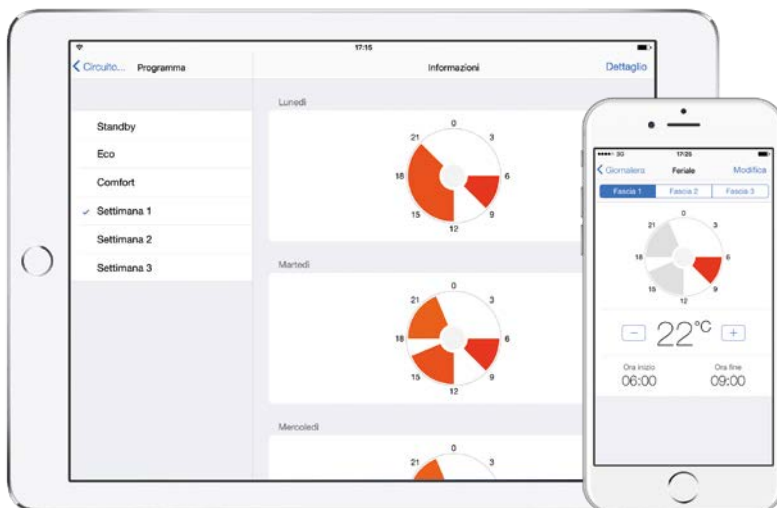 17:15
Circuito... Programma
Informazioni
Dettaglio
Standby
Eco
Comfort
Settimana 1
Settimana 2
Settimana 3
Lunedì
0
3
6
9
12
15
18
21
Martedì
0
3
6
9
12
15
18
21
Mercoledì
0
3
21
3G
17:25
Giornaliera
Feriale
Modifica
Fascia 1
Fascia 2
Fascia 3
0
3
6
9
12
15
18
21
− 22°C +
Ora inizio
Ora fine
06:00
09:00